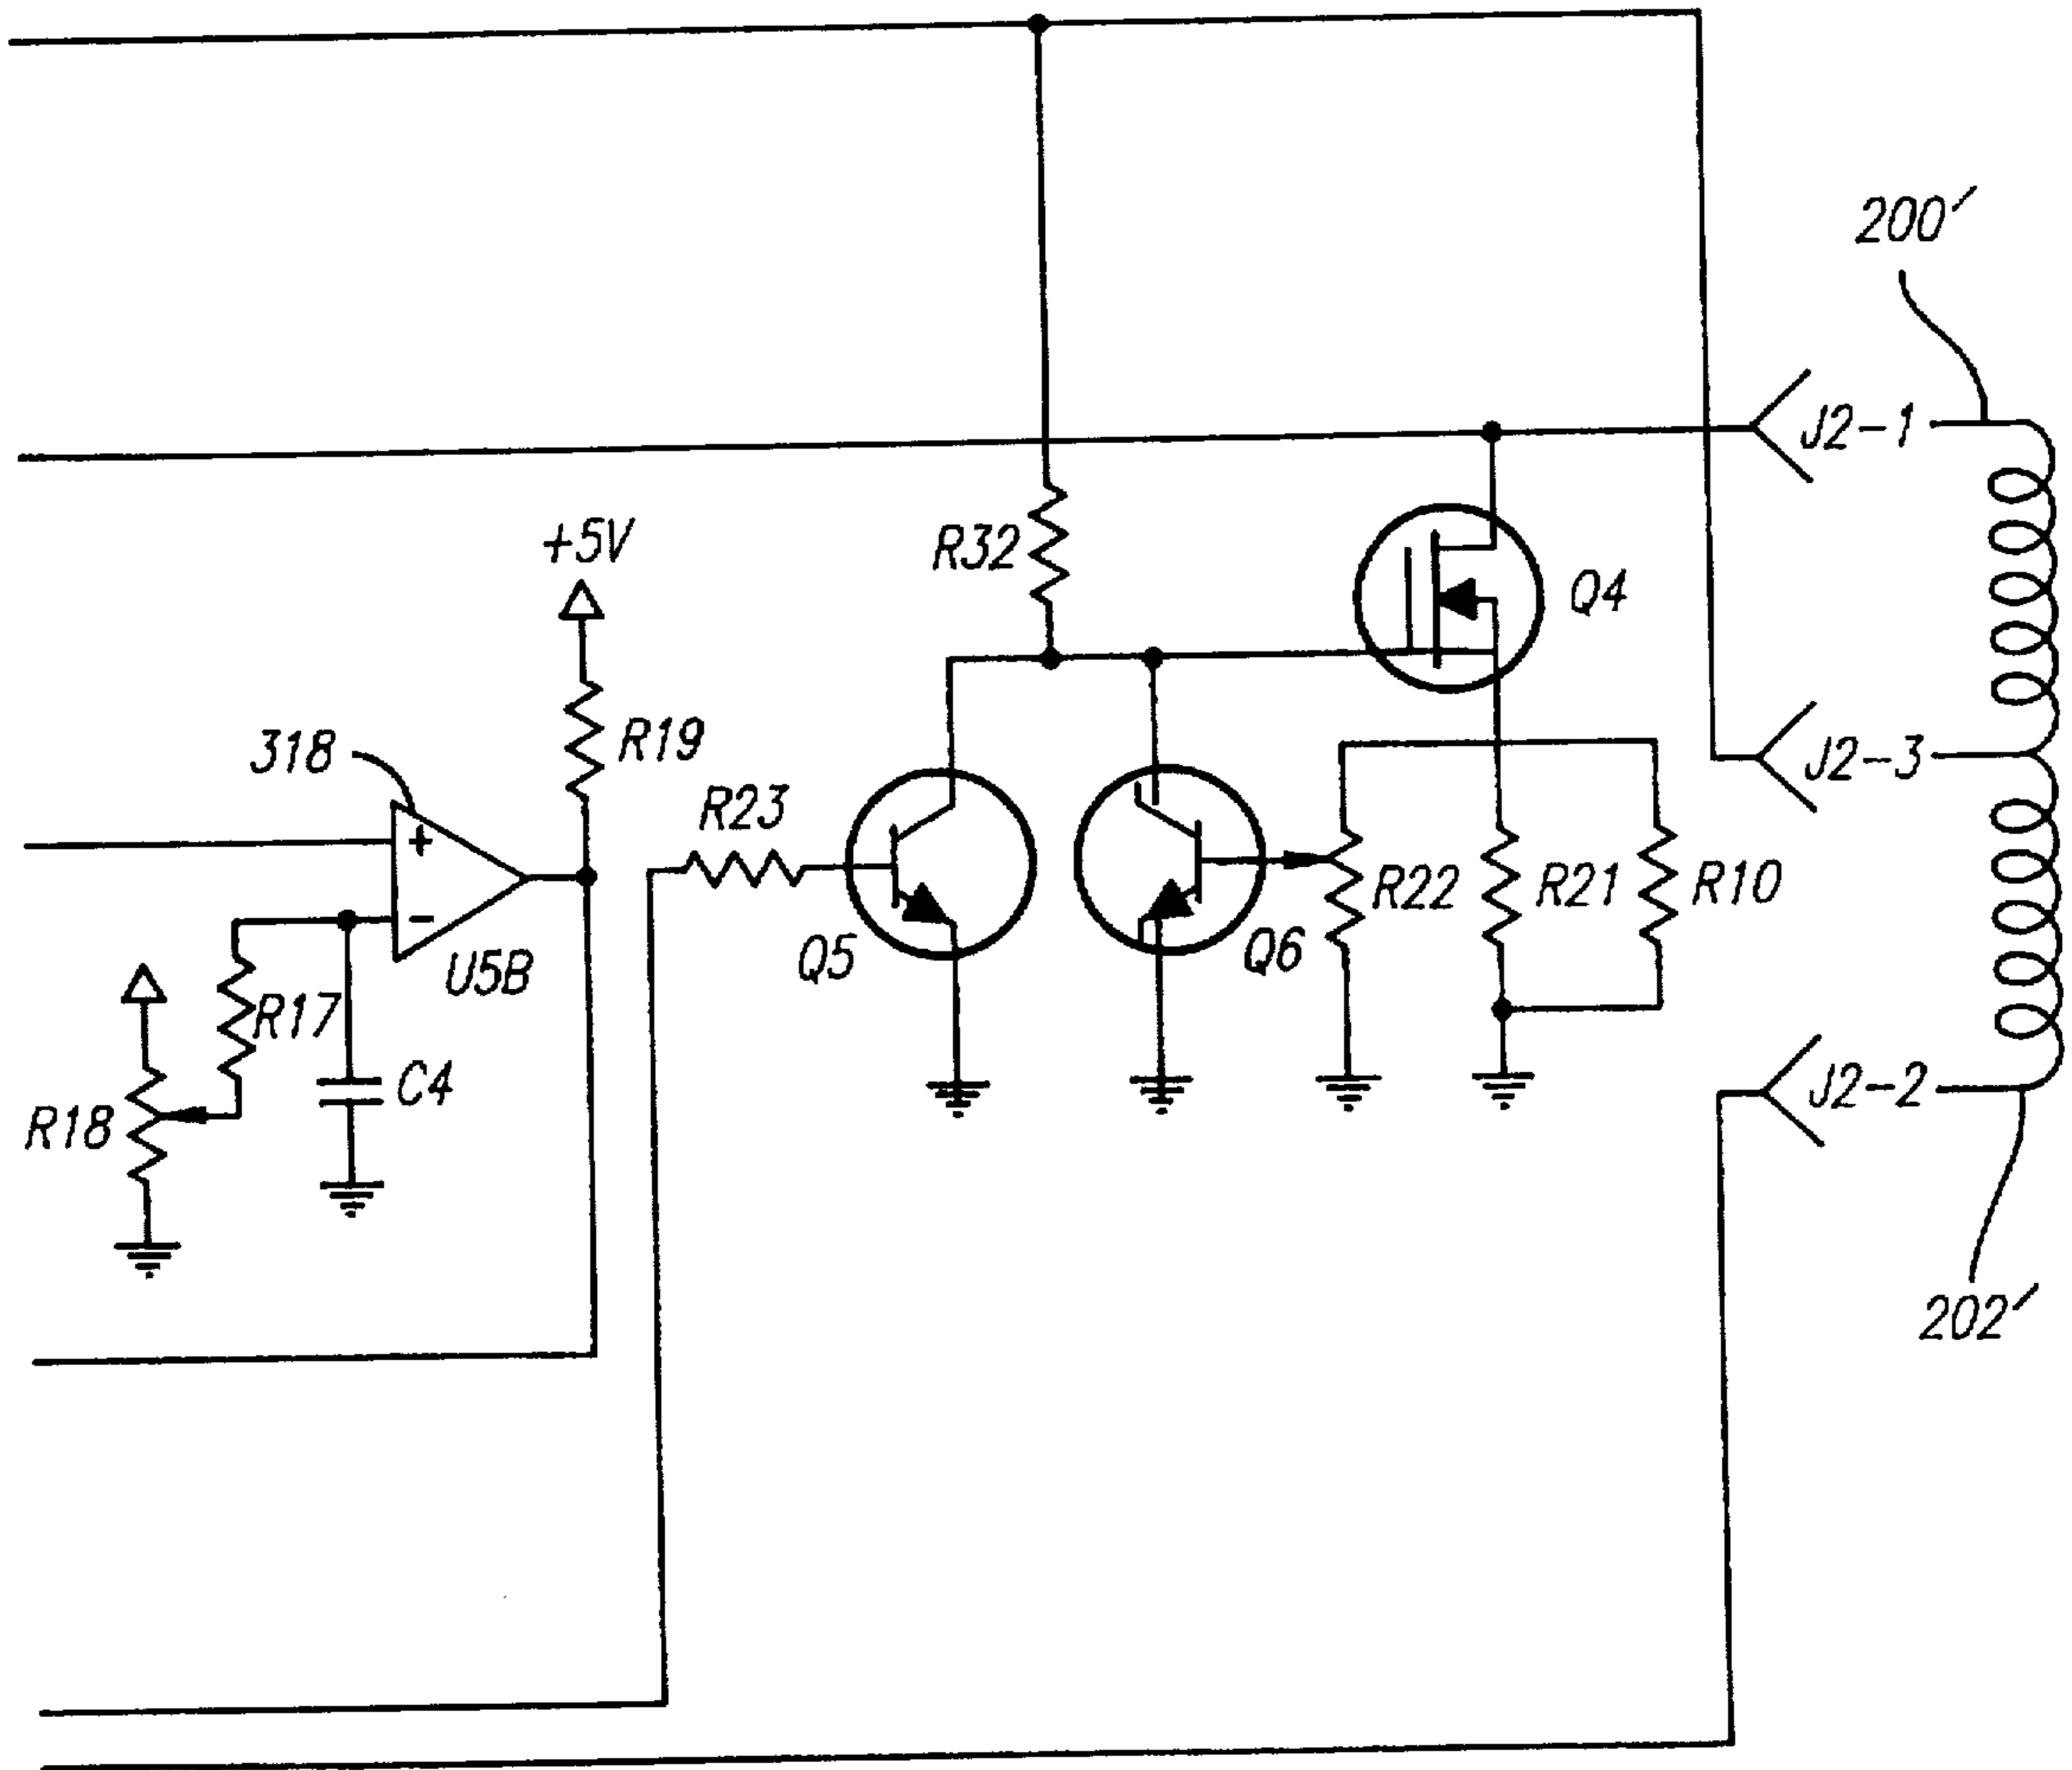 200′
J2-1
R32
+5V
Q4
R19
318
J2-3
R23
+
R22
R21
R10
-
Q5
Q6
U5B
R17
C4
J2-2
R18
202′